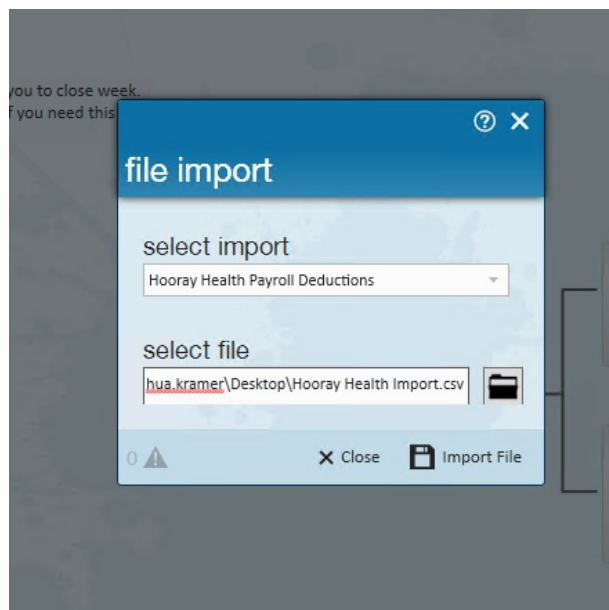 you to close week.
f you need this
file import
select import
Hooray Health Payroll Deductions
select file
hua.kramer\Desktop\Hooray Health Import.csv
0
Close
Import File